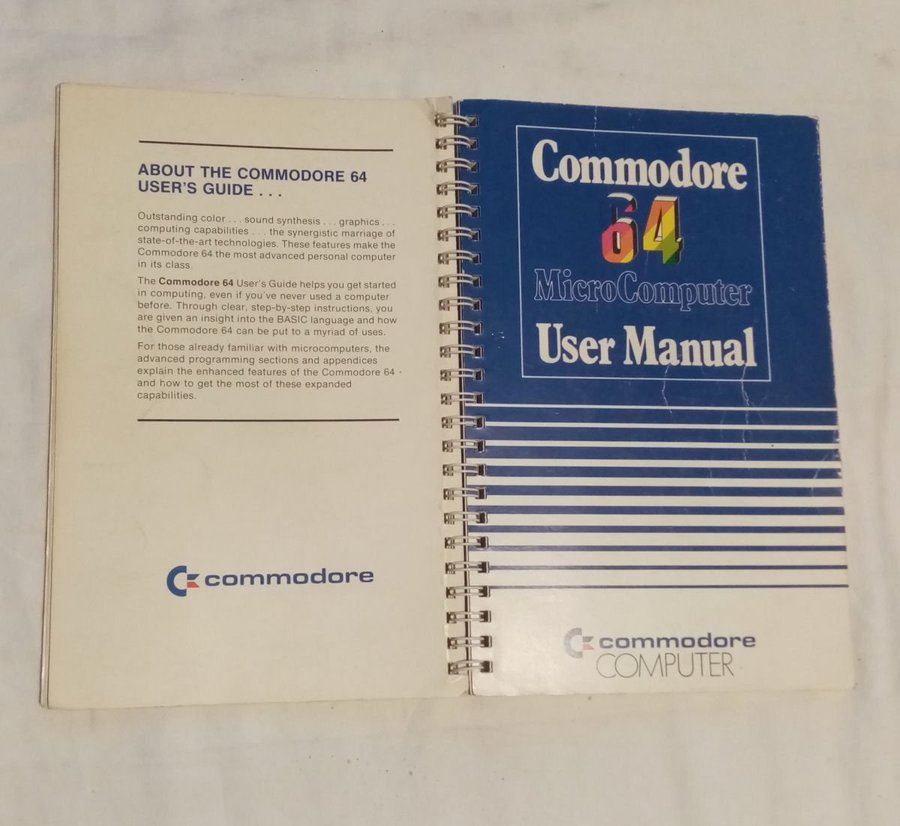 ABOUT THE COMMODORE 64
USER'S GUIDE . . .
Outstanding color . . . sound synthesis . . . graphics . . .
computing capabilities . . . the synergistic marriage of
state-of-the-art technologies. These features make the
Commodore 64 the most advanced personal computer
in its class.
The Commodore 64 User's Guide helps you get started
in computing, even if you've never used a computer
before. Through clear, step-by-step instructions, you
are given an insight into the BASIC language and how
the Commodore 64 can be put to a myriad of uses.
For those already familiar with microcomputers, the
advanced programming sections and appendices
explain the enhanced features of the Commodore 64
and how to get the most of these expanded
capabilities.
commodore
Commodore
64
MicroComputer
User Manual
commodore
COMPUTER